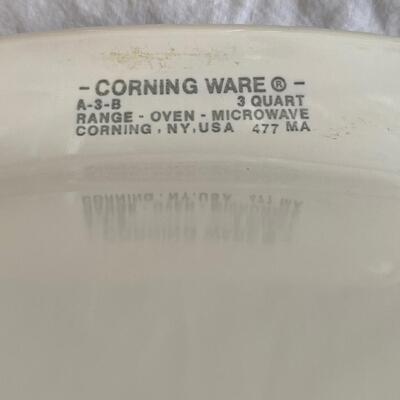 - CORNING WARE ® -
A-3-B 3 QUART
RANGE - OVEN - MICROWAVE
CORNING, NY, USA 477 MA